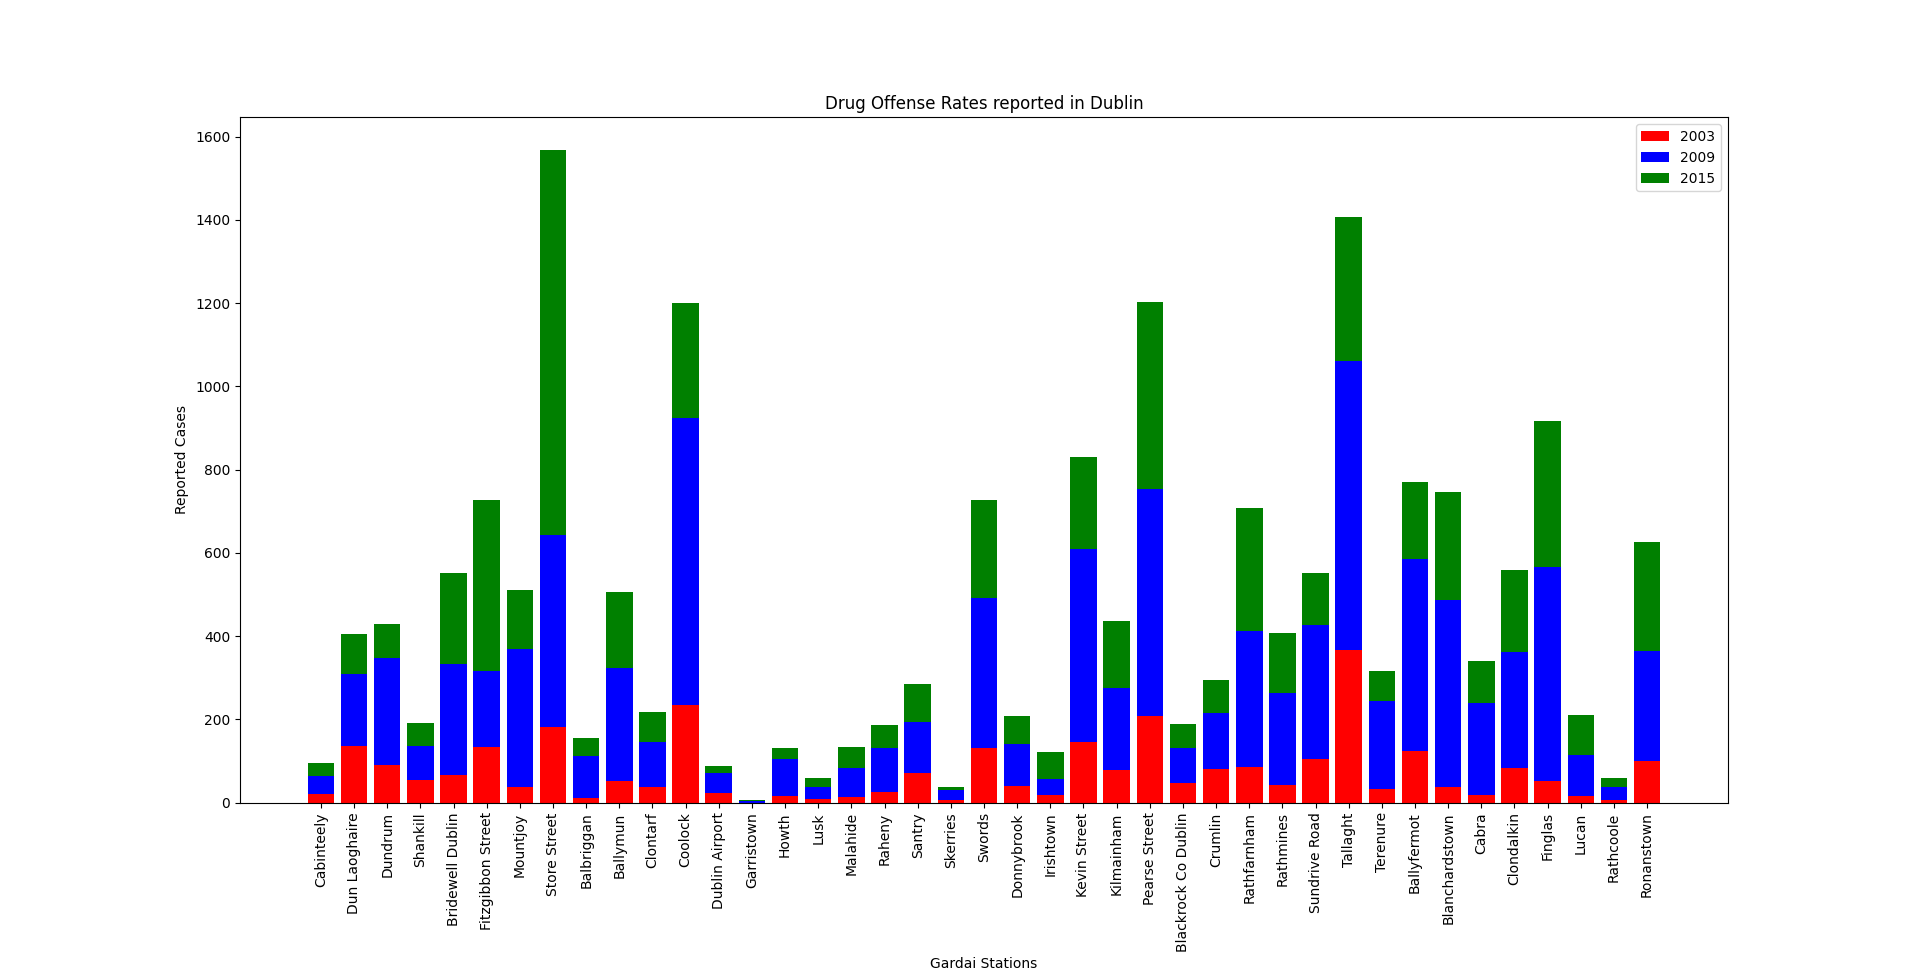 Drug Offense Rates reported in Dublin
2003
2009
2015
1600
1400
1200
1000
800
600
400
200
0
Reported Cases
Cabinteely
Dun Laoghaire
Dundrum
Shankill
Bridewell Dublin
Fitzgibbon Street
Mountjoy
Store Street
Balbriggan
Ballymun
Clontarf
Coolock
Dublin Airport
Garristown
Howth
Lusk
Malahide
Raheny
Santry
Skerries
Swords
Donnybrook
Irishtown
Kevin Street
Kilmainham
Pearse Street
Blackrock Co Dublin
Crumlin
Rathfarnham
Rathmines
Sundrive Road
Tallaght
Terenure
Ballyfermot
Blanchardstown
Cabra
Clondalkin
Finglas
Lucan
Rathcoole
Ronanstown
Gardai Stations